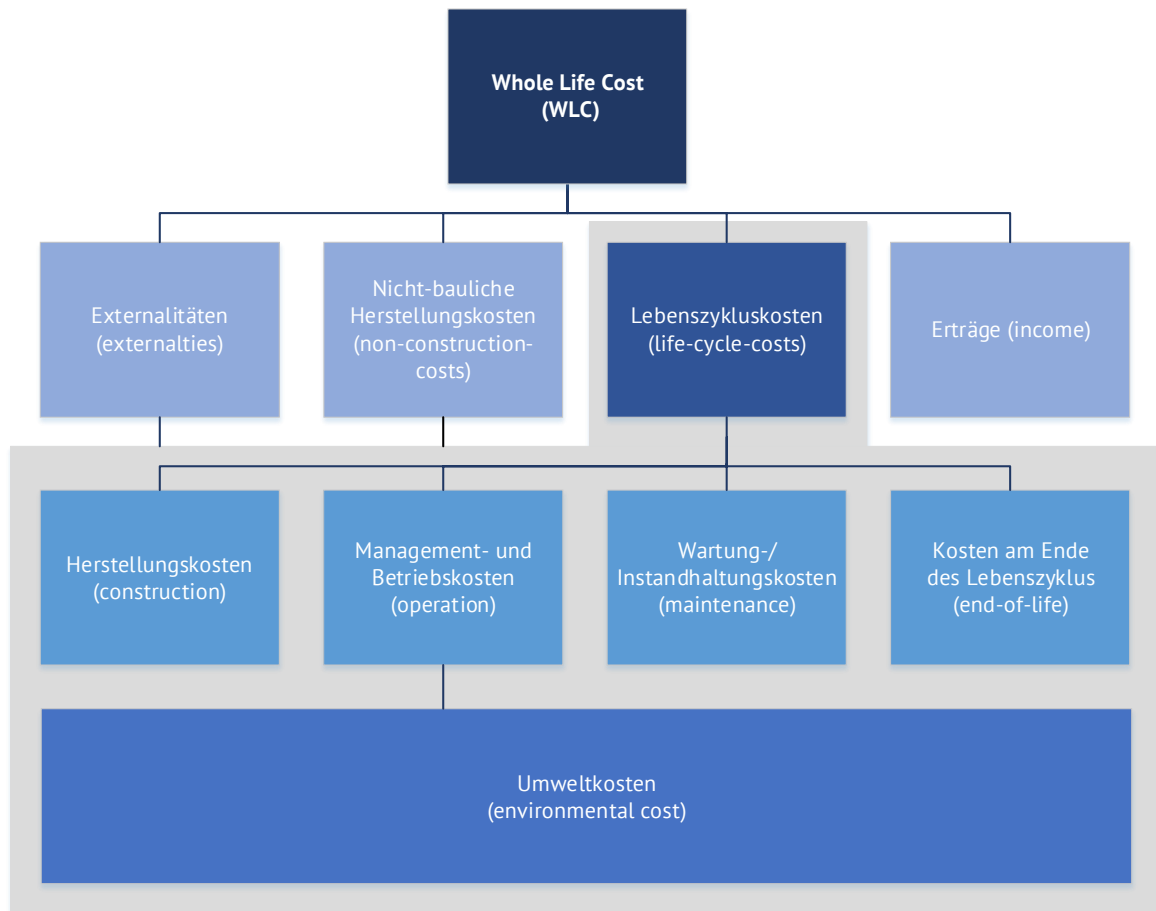 Whole Life Cost
(WLC)
Externalitäten
(externalties)
Nicht-bauliche
Herstellungskosten
(non-construction-
costs)
Lebenszykluskosten
(life-cycle-costs)
Erträge (income)
Herstellungskosten
(construction)
Management- und
Betriebskosten
(operation)
Wartung-/
Instandhaltungskosten
(maintenance)
Kosten am Ende
des Lebenszyklus
(end-of-life)
Umweltkosten
(environmental cost)